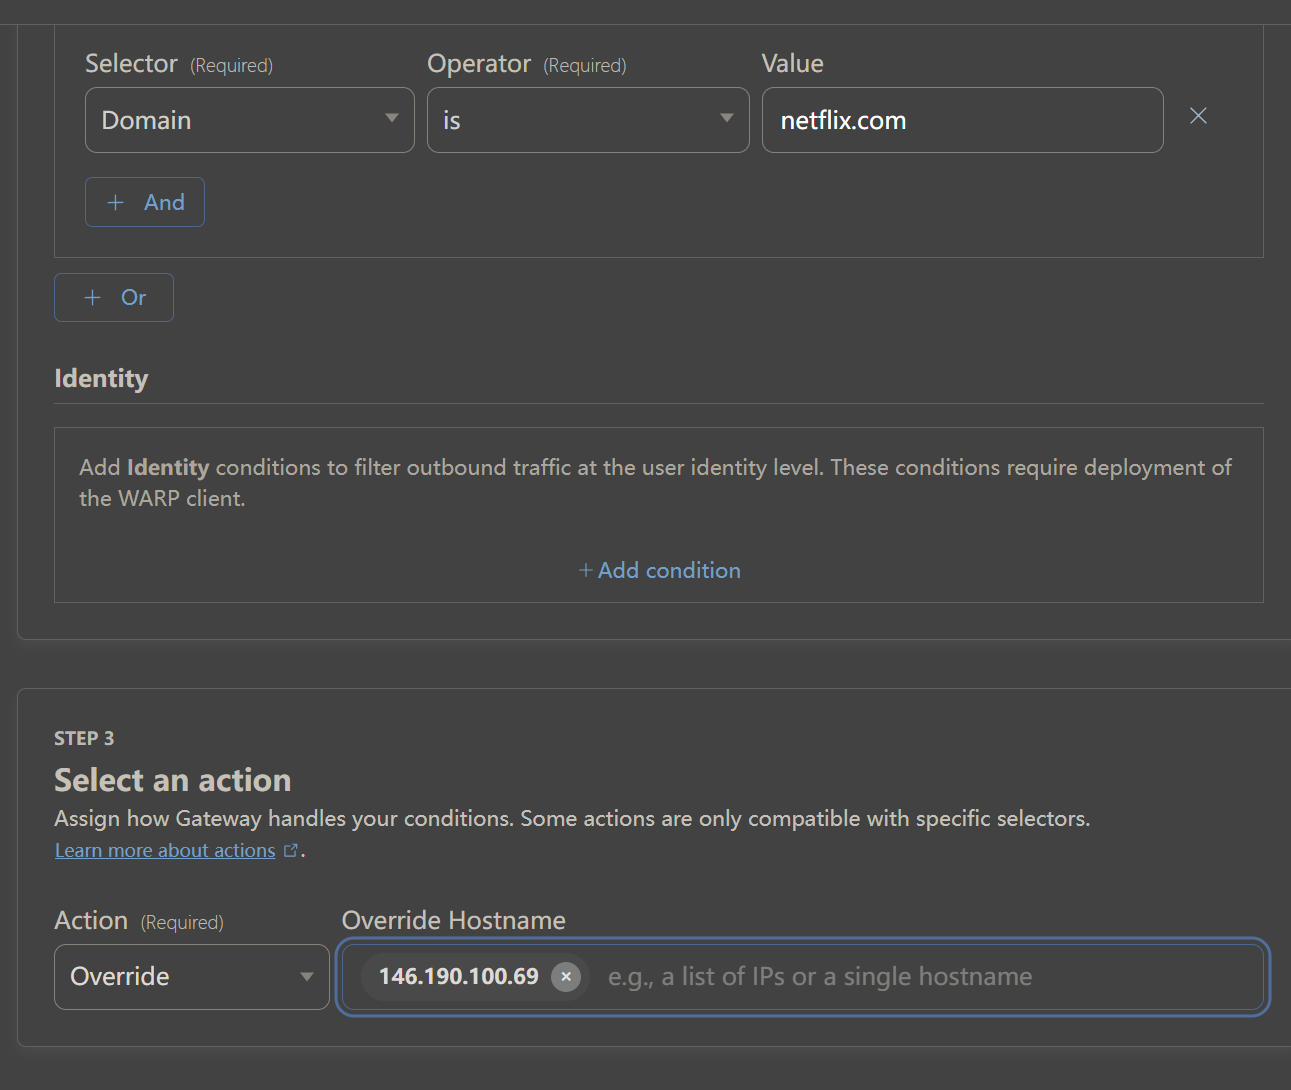 Selector (Required) Operator (Required) Value
Domain is netflix.com
+ And
+ Or
Identity
Add Identity conditions to filter outbound traffic at the user identity level. These conditions require deployment of
the WARP client.
+ Add condition
STEP 3
Select an action
Assign how Gateway handles your conditions. Some actions are only compatible with specific selectors.
Learn more about actions .
Action (Required) Override Hostname
Override 146.190.100.69 e.g., a list of IPs or a single hostname